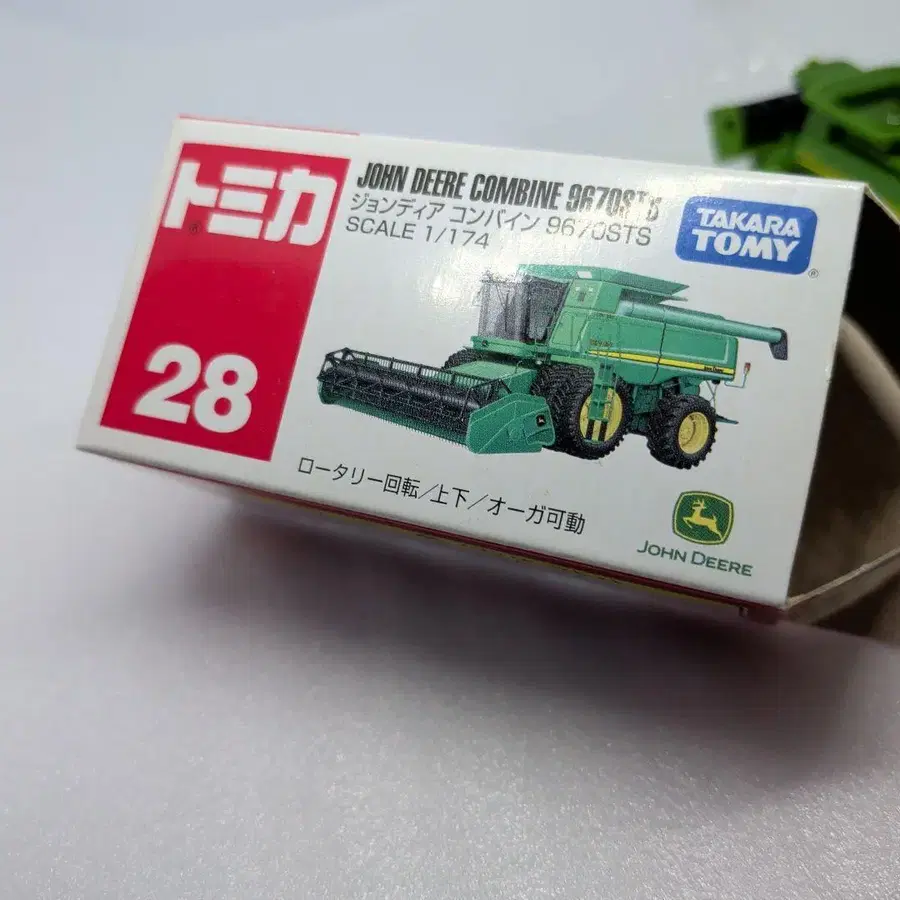 トミカ
28
JOHN DEERE COMBINE 9670STS
ジョンディア コンバイン 9670STS
SCALE 1/174
TAKARA
TOMY
ロータリー回転/上下/オーガ可動
JOHN DEERE